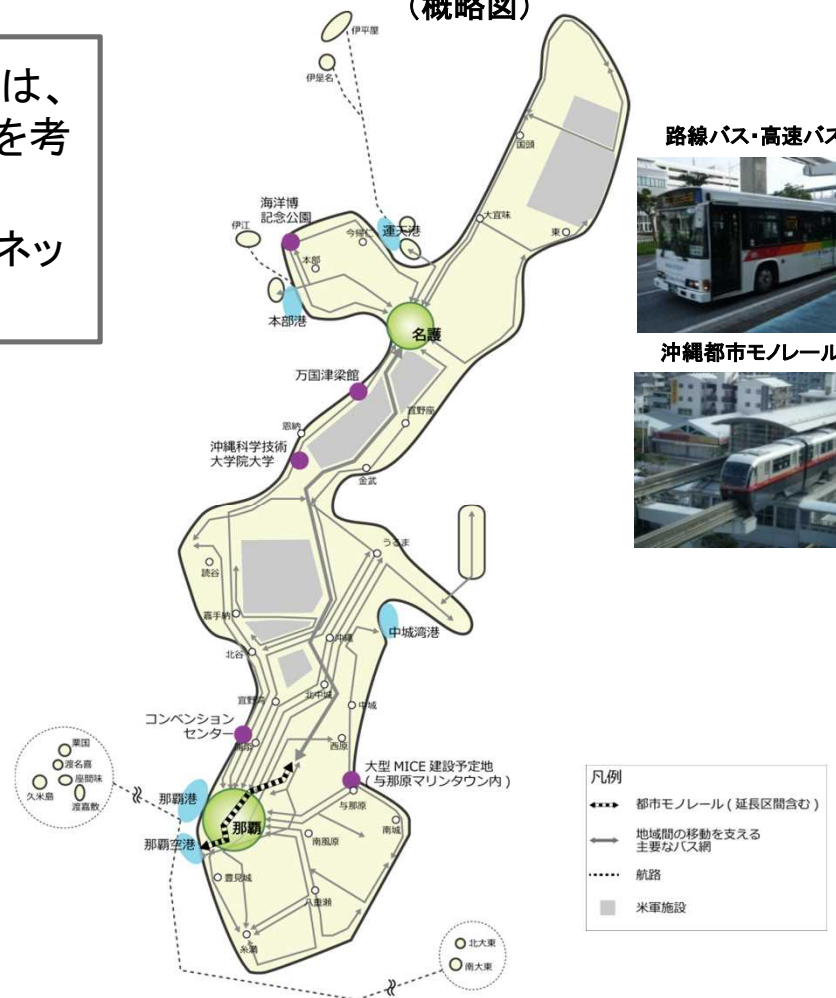 （概略図）
は、
を考
ネッ
路線バス・高速バス
沖縄都市モノレール
伊平屋
伊是名
国頭
海洋博
記念公園
伊江
今帰仁
運天港
大宜味
東
本部
本部港
名護
万国津梁館
宜野座
恩納
沖縄科学技術
大学院大学
金武
うるま
読谷
嘉手納
中城湾港
沖縄
北谷
北中城
宜野湾
中城
コンベンション
センター
西原
大型 MICE 建設予定地
( 与那原マリンタウン内 )
粟国
渡名喜
座間味
久米島
渡嘉敷
那覇港
那覇
与那原
那覇空港
南風原
南城
豊見城
八重瀬
糸満
北大東
南大東
凡例
都市モノレール ( 延長区間含む )
地域間の移動を支える
主要なバス網
航路
米軍施設